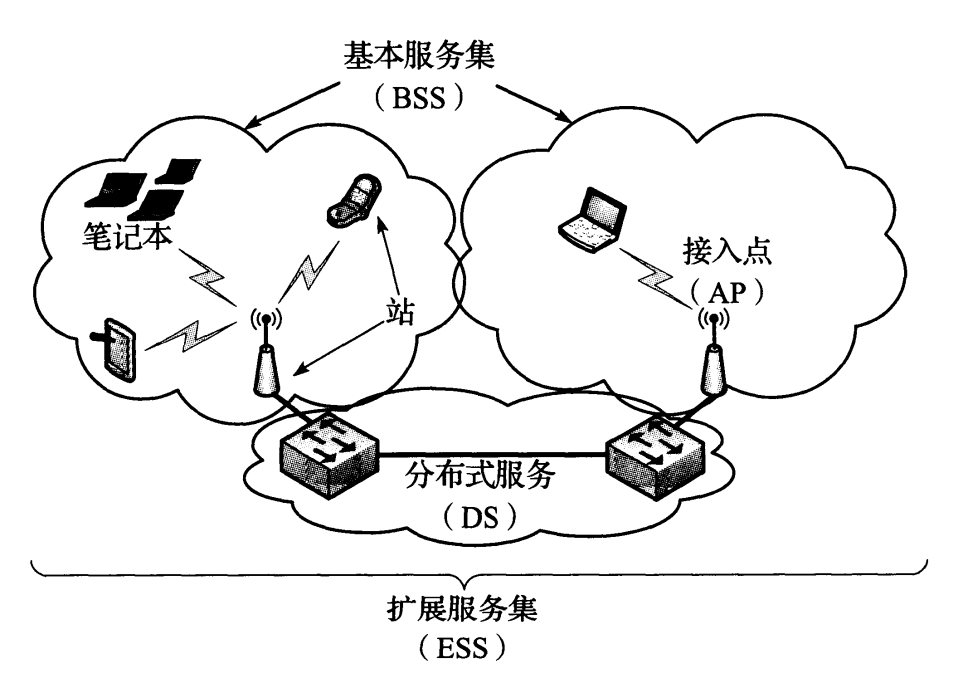 基本服务集
（BSS）
笔记本
接入点
（AP）
站
分布式服务
（DS）
扩展服务集
（ESS）